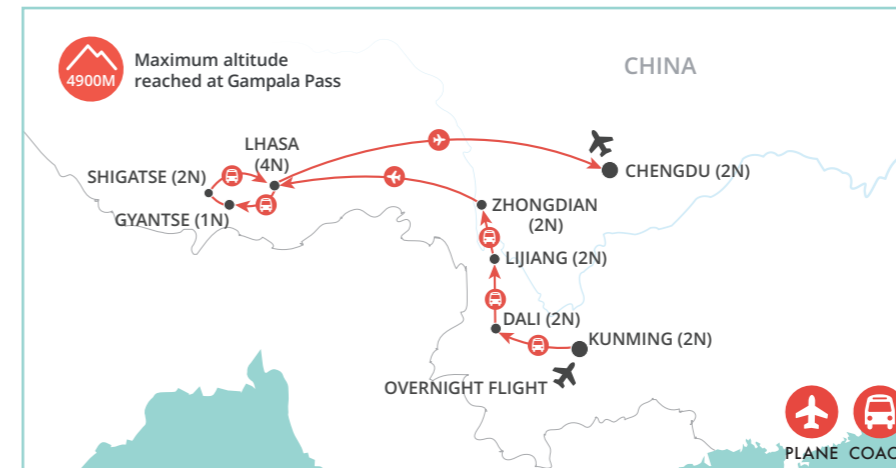 4900M
Maximum altitude
reached at Gampala Pass
CHINA
LHASA
(4N)
SHIGATSE (2N)
GYANTSE (1N)
CHENGDU (2N)
ZHONGDIAN
(2N)
LIJIANG (2N)
DALI (2N)
KUNMING (2N)
OVERNIGHT FLIGHT
PLANE COAC